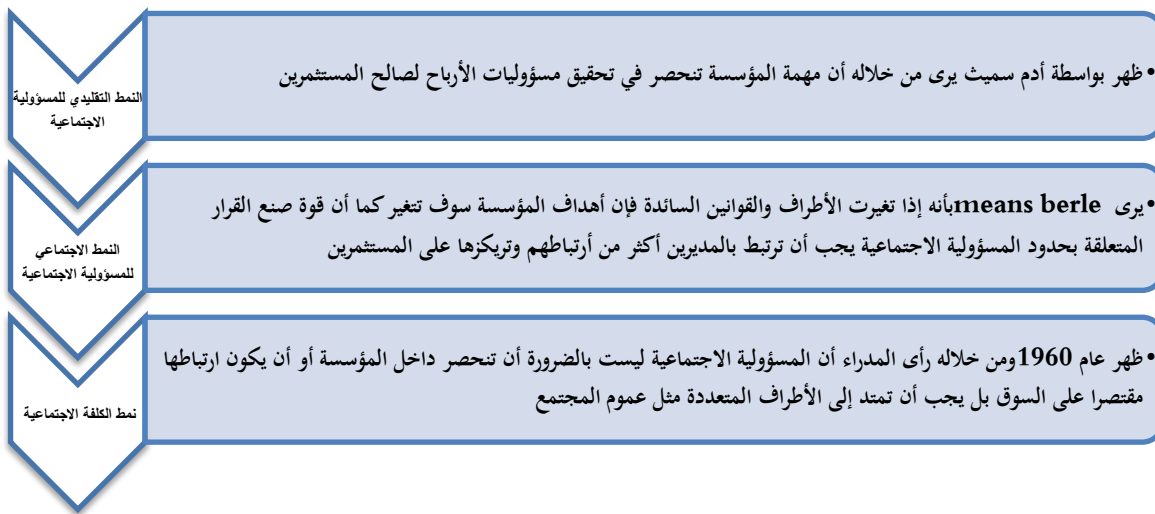 النمط التقليدي للمسؤولية
الاجتماعية
•ظهر بواسطة أدم سميث يرى من خلاله أن مهمة المؤسسة تنحصر في تحقيق مسؤوليات الأرباح لصالح المستثمرين
النمط الاجتماعي
للمسؤولية الاجتماعية
•يرى means berleبأنه إذا تغيرت الأطراف والقوانين السائدة فإن أهداف المؤسسة سوف تتغير كما أن قوة صنع القرار
المتعلقة بحدود المسؤولية الاجتماعية يجب أن ترتبط بالمديرين أكثر من أرتباطهم وتريكزها على المستثمرين
نمط الكلفة الاجتماعية
•ظهر عام 1960ومن خلاله رأى المدراء أن المسؤولية الاجتماعية ليست بالضرورة أن تنحصر داخل المؤسسة أو أن يكون ارتباطها
مقتصرا على السوق بل يجب أن تمتد إلى الأطراف المتعددة مثل عموم المجتمع